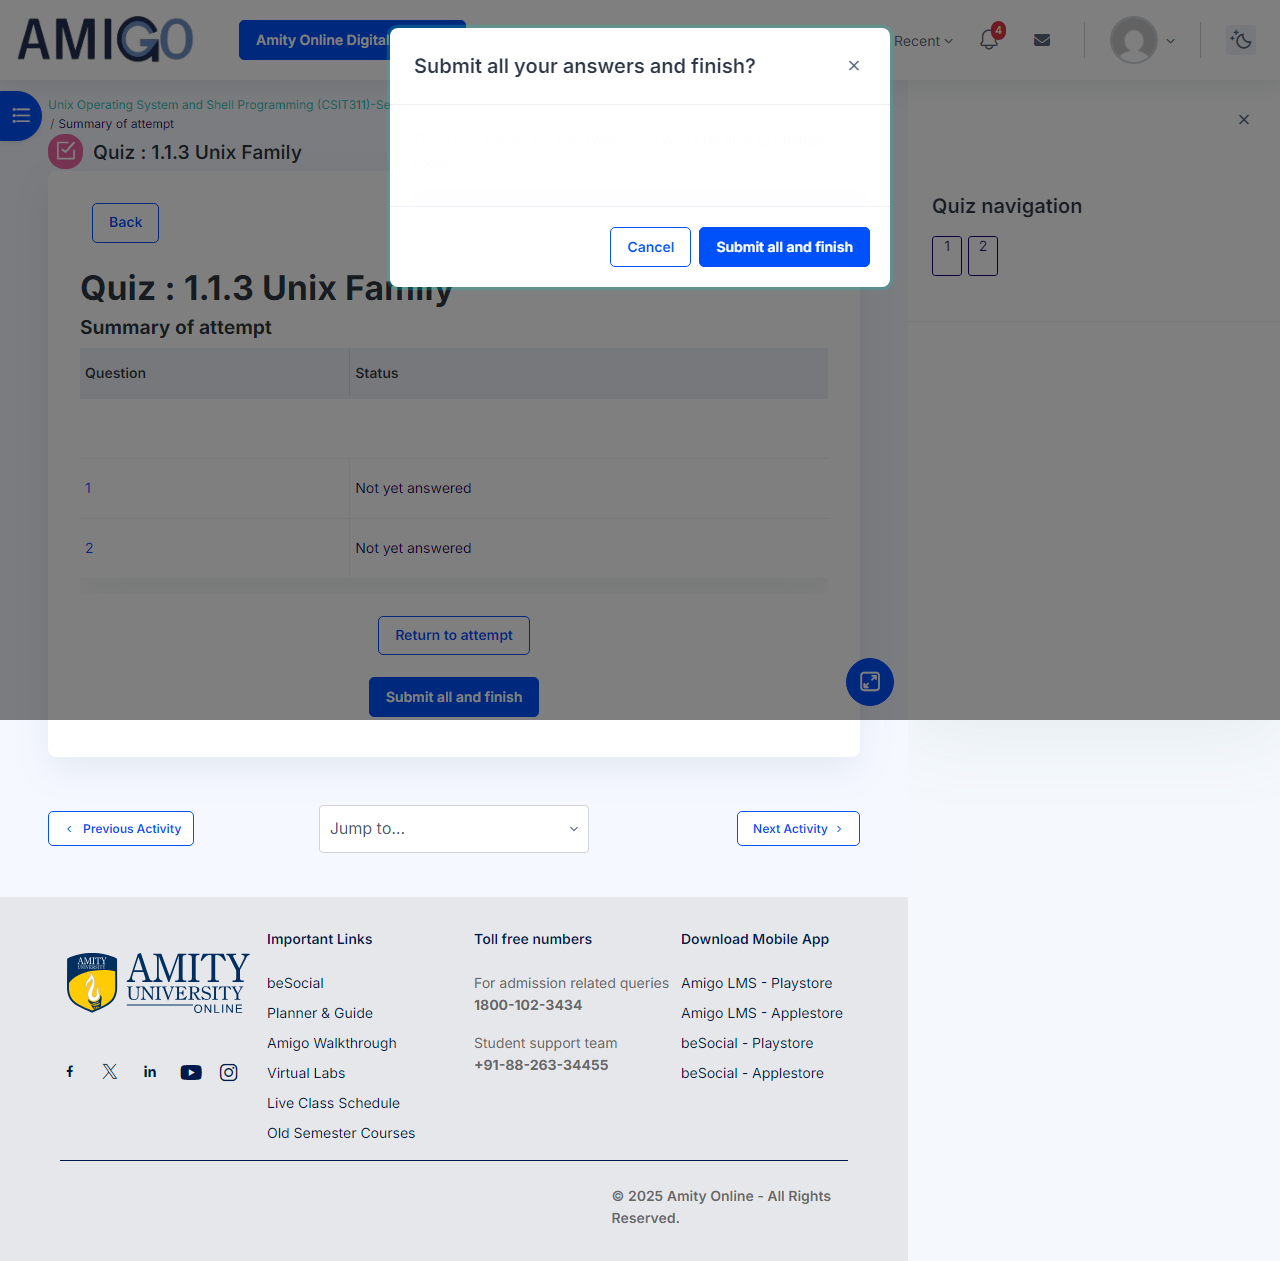 AMIGO
Amity Online Digital
Recent
4
Submit all your answers and finish?
Cancel
Submit all and finish
Unix Operating System and Shell Programming (CSIT311)-Se
/ Summary of attempt
Quiz : 1.1.3 Unix Family
Back
Quiz : 1.1.3 Unix Family
Summary of attempt
Question Status
1 Not yet answered
2 Not yet answered
Return to attempt
Submit all and finish
Quiz navigation
1 2
Previous Activity
Jump to...
Next Activity
AMITY
UNIVERSITY
AMITY
UNIVERSITY
ONLINE
Important Links
beSocial
Planner & Guide
Amigo Walkthrough
Virtual Labs
Live Class Schedule
Old Semester Courses
Toll free numbers
For admission related queries
1800-102-3434
Student support team
+91-88-263-34455
Download Mobile App
Amigo LMS - Playstore
Amigo LMS - Applestore
beSocial - Playstore
beSocial - Applestore
© 2025 Amity Online - All Rights
Reserved.